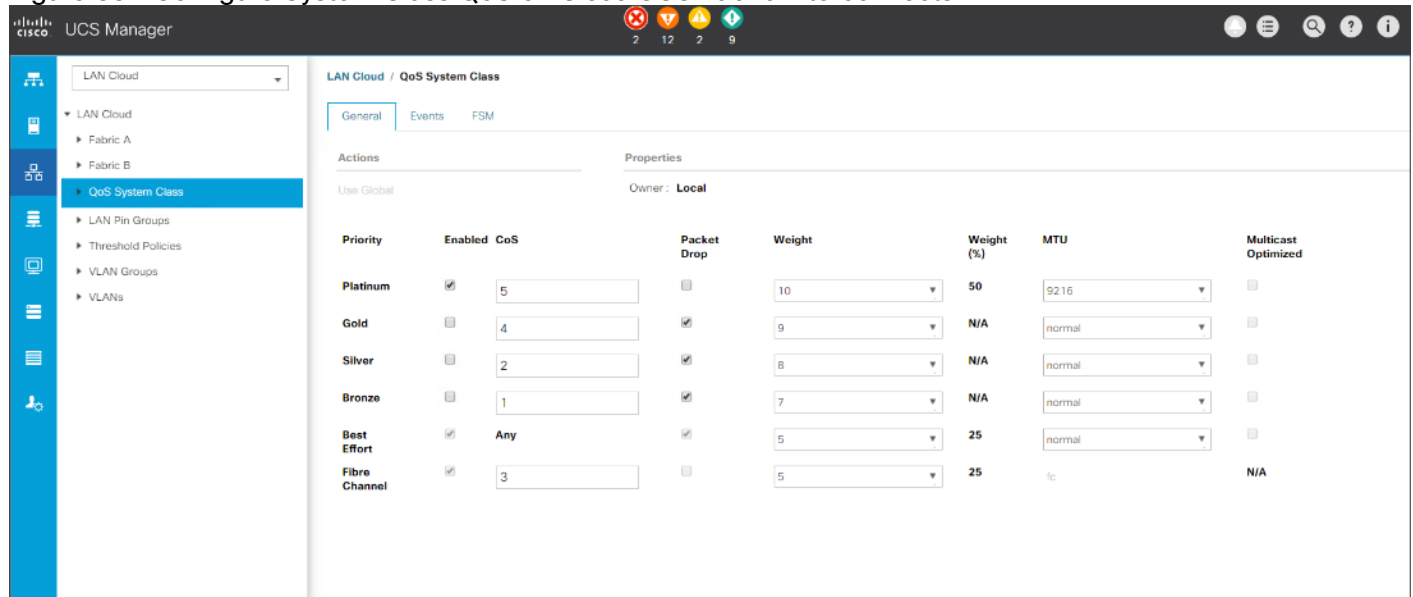 cisco UCS Manager
2 12 2 9
LAN Cloud
LAN Cloud
Fabric A
Fabric B
QoS System Class
LAN Pin Groups
Threshold Policies
VLAN Groups
VLANs
LAN Cloud / QoS System Class
General Events FSM
Actions Properties
Use Global Owner: Local
Priority Enabled CoS Packet Drop Weight Weight (%) MTU Multicast Optimized
Platinum 5 10 50 9216
Gold 4 9 N/A normal
Silver 2 8 N/A normal
Bronze 1 7 N/A normal
Best Effort Any 5 25 normal
Fibre Channel 3 5 25 fc N/A